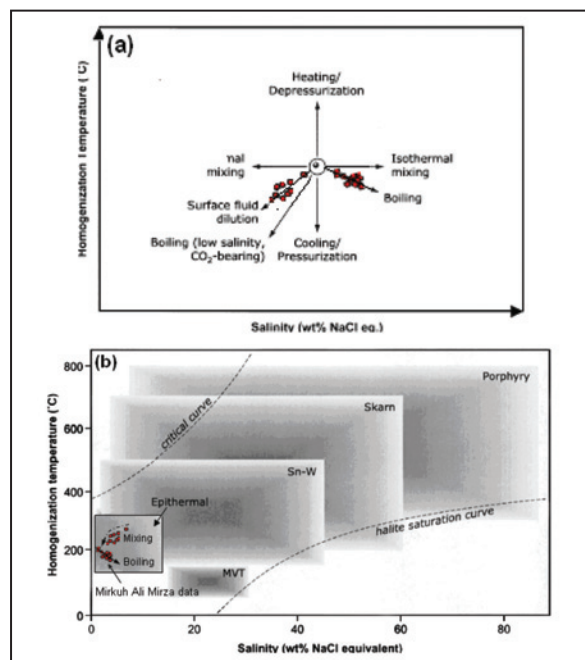 (a)
Homogenization Temperature (°C)
Heating/
Depressurization
mixing
Isothermal
mixing
Surface fluid
dilution
Boiling
Boiling (low salinity,
CO₂-bearing)
Cooling/
Pressurization
Salinity (wt% NaCl eq.)
(b)
Homogenization temperature (°C)
800
600
400
200
0
critical curve
Porphyry
Skarn
Sn-W
Epithermal
Mixing
Boiling
Mirkuh Ali Mirza data
MVT
halite saturation curve
0
20
40
60
80
Salinity (wt% NaCl equivalent)